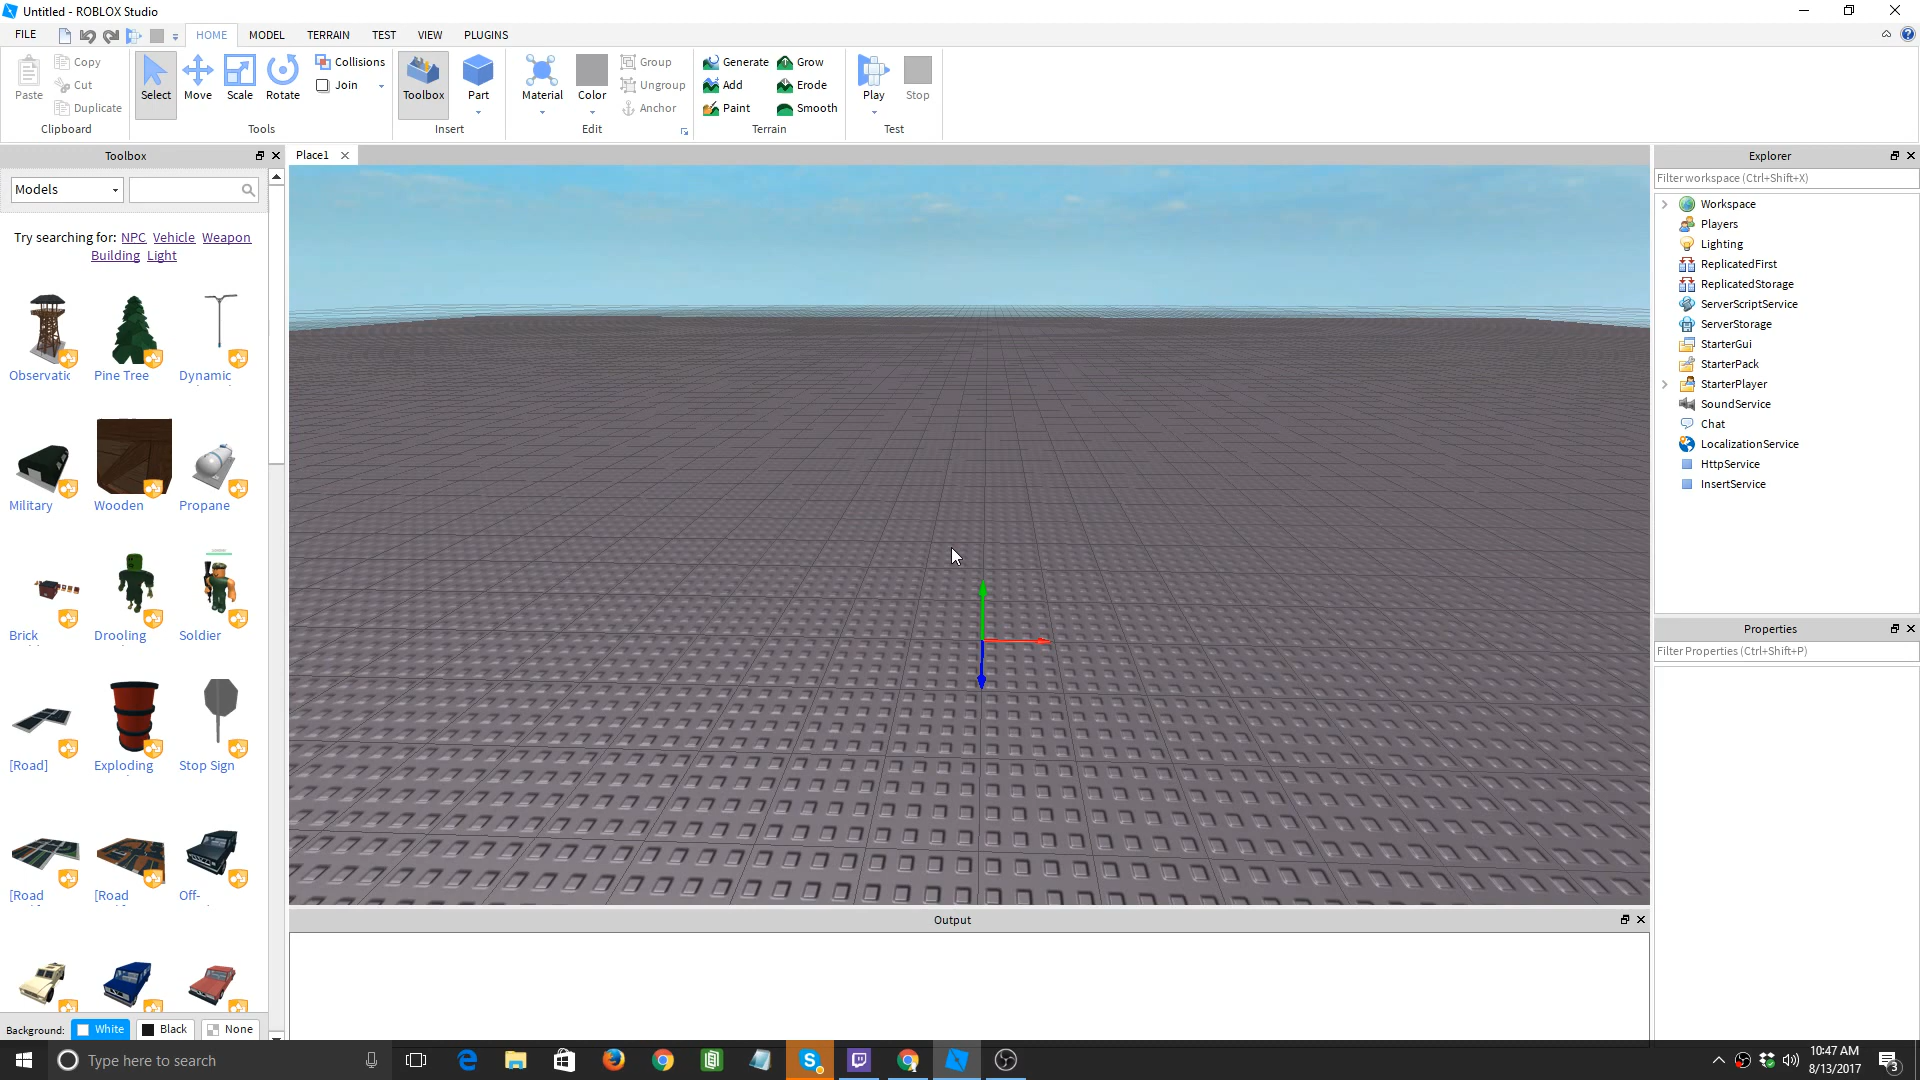 Untitled - ROBLOX Studio
FILE HOME MODEL TERRAIN TEST VIEW PLUGINS
Paste
Copy
Cut
Duplicate
Clipboard
Select
Move
Scale
Rotate
Collisions
Join
Tools
Toolbox
Part
Insert
Material
Color
Group
Ungroup
Anchor
Edit
Generate
Add
Paint
Grow
Erode
Smooth
Terrain
Play
Stop
Test
Toolbox
Models
Try searching for: NPC Vehicle Weapon
Building Light
Observatic
Pine Tree
Dynamic
Military
Wooden
Propane
Brick
Drooling
Soldier
[Road]
Exploding
Stop Sign
[Road
[Road
Off-
Background: White Black None
Place1
Output
Explorer
Filter workspace (Ctrl+Shift+X)
Workspace
Players
Lighting
ReplicatedFirst
ReplicatedStorage
ServerScriptService
ServerStorage
StarterGui
StarterPack
StarterPlayer
SoundService
Chat
LocalizationService
HttpService
InsertService
Properties
Filter Properties (Ctrl+Shift+P)
Type here to search
10:47 AM
8/13/2017
3